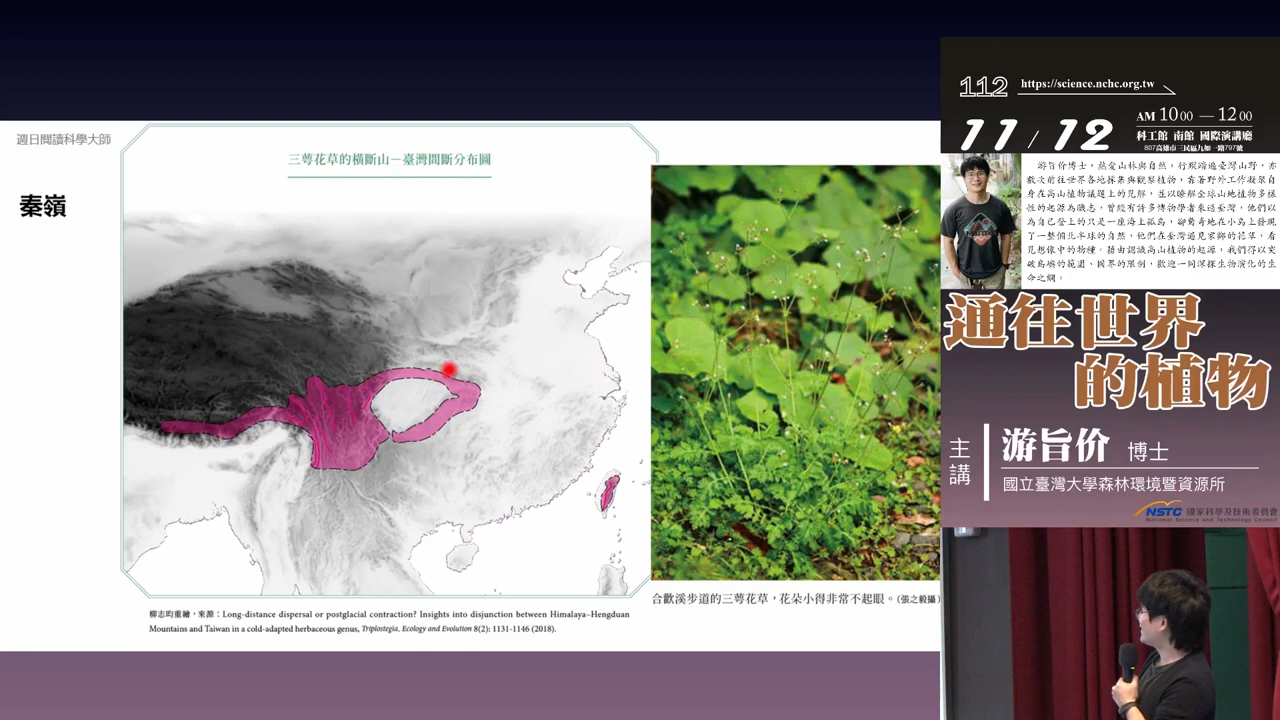 週日閱讀科學大師
秦嶺
三萼花草的橫斷山－臺灣間斷分布圖
柳志昀重繪，來源：Long-distance dispersal or postglacial contraction? Insights into disjunction between Himalaya–Hengduan
Mountains and Taiwan in a cold-adapted herbaceous genus, Triplostegia. Ecology and Evolution 8(2): 1131-1146 (2018).
合歡溪步道的三萼花草，花朵小得非常不起眼。（張之毅攝）
112
https://science.nchc.org.tw
11 / 12
AM 10 00 — 12 00
科工館 南館 國際演講廳
807高雄市三民區九如一路797號
游旨价博士，熱愛山林與自然，行蹤踏遍臺灣山野，亦
數次前往世界各地採集與觀察植物，靠著野外工作凝聚自
身在高山植物議題上的見解，並以瞭解全球山地植物多樣
性的起源為職志，曾經有許多博物學者來造臺灣，他們以
為自己登上的只是一座海上孤島，卻驚奇地在小島上發現
了一整個北半球的自然，他們在臺灣遇見家鄉的花草，看
見想像中的物種。藉由認識高山植物的起源，我們得以突
破島嶼的範圍、國界的限制，歡迎一同深探生物演化的生
命之網。
通往世界
的植物
主講
游旨价 博士
國立臺灣大學森林環境暨資源所
NSTC 國家科學及技術委員會
National Science and Technology Council